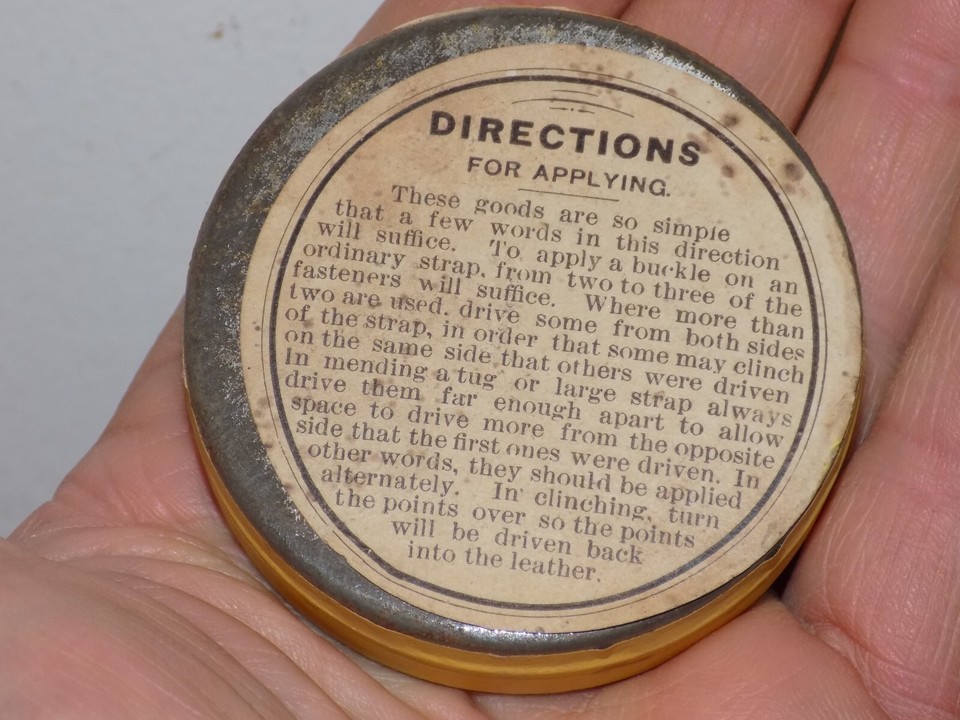 DIRECTIONS
FOR APPLYING.
These goods are so simple
that a few words in this direction
will suffice. To apply a buckle on an
ordinary strap, from two to three of the
fasteners will suffice. Where more than
two are used, drive some from both sides
of the strap, in order that some may clinch
on the same side that others were driven
In mending a tug or large strap always
drive them far enough apart to allow
space to drive more from the opposite
side that the first ones were driven. In
other words, they should be applied
alternately. In clinching, turn
the points over so the points
will be driven back
into the leather.